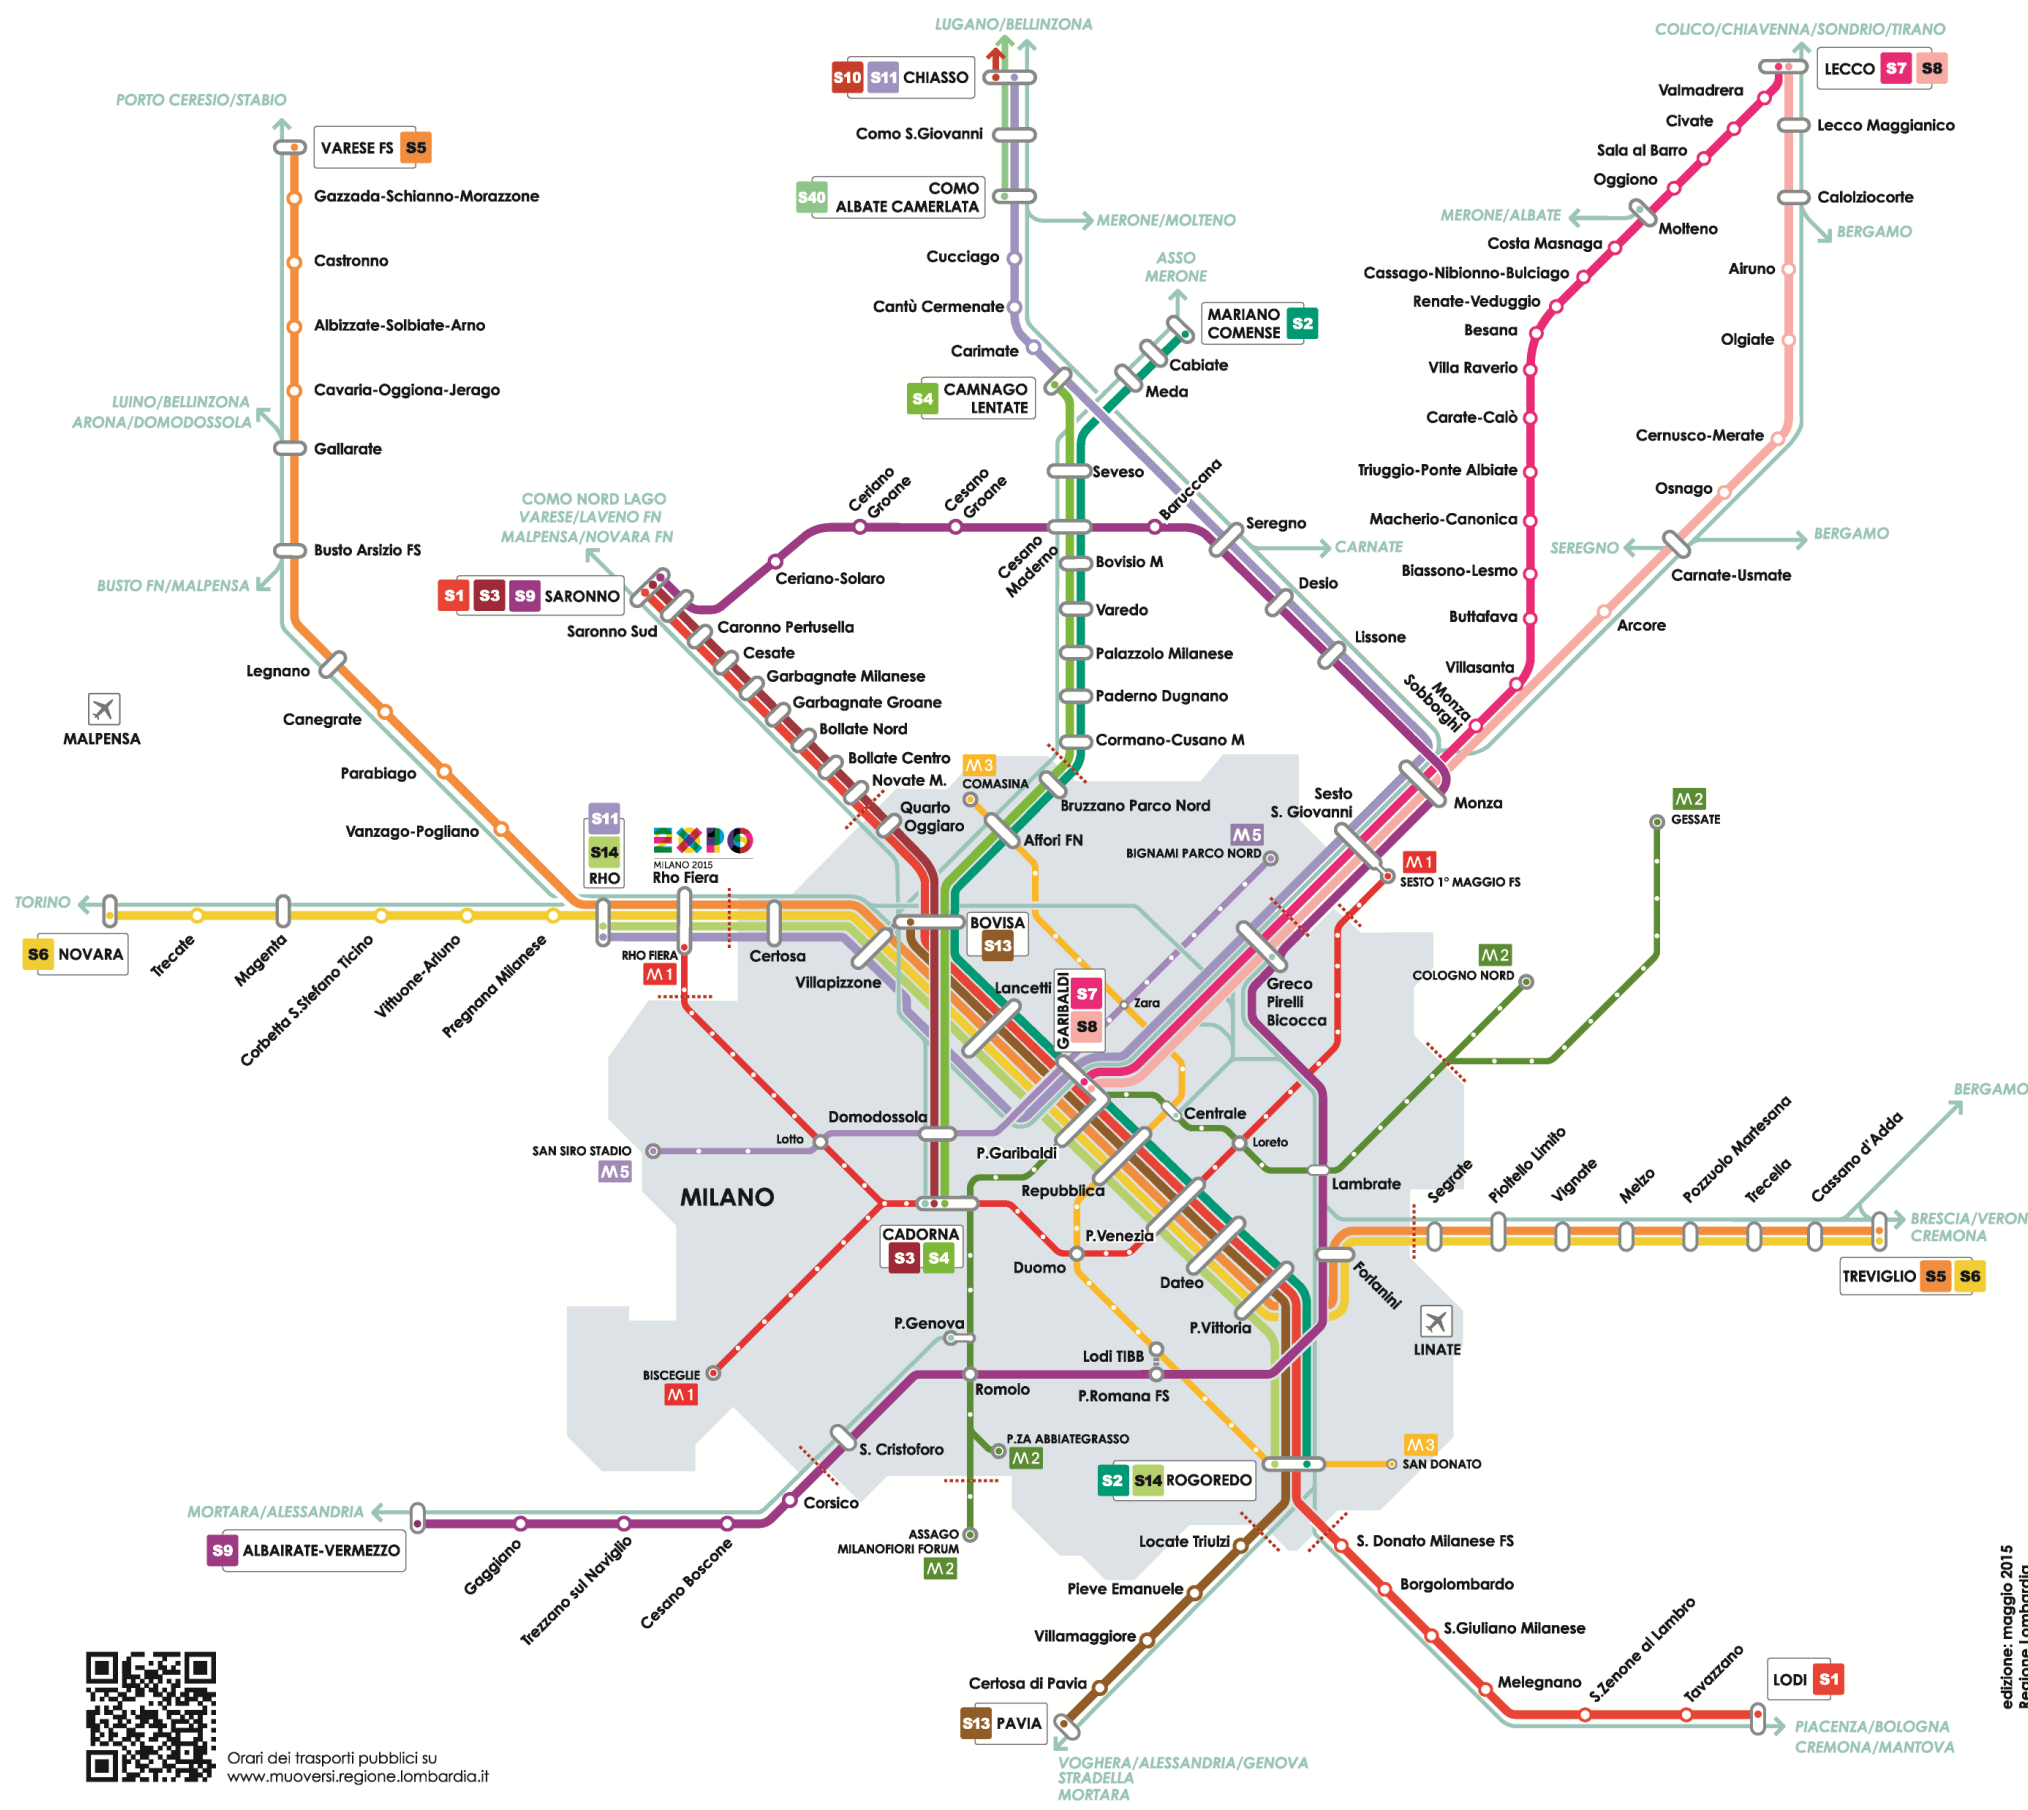 LUGANO/BELLINZONA
COLICO/CHIAVENNA/SONDRIO/TIRANO
S10 S11 CHIASSO
LECCO S7 S8
PORTO CERESIO/STABIO
VARESE FS S5
Gazzada-Schianno-Morazzone
Castronno
Albizzate-Solbiate-Arno
Cavaria-Oggiona-Jerago
LUINO/BELLINZONA
ARONA/DOMODOSSOLA
Gallarate
Busto Arsizio FS
BUSTO FN/MALPENSA
Legnano
Canegrate
Parabiago
Vanzago-Pogliano
MALPENSA
Como S.Giovanni
S40 COMO
ALBATE CAMERLATA
MERONE/MOLTENO
Cucciago
Cantù Cermenate
Carimate
S4 CAMNAGO
LENTATE
ASSO
MERONE
MARIANO
COMENSE S2
Cabiate
Meda
Seveso
Valmadrera
Civate
Sala al Barro
Oggiono
MERONE/ALBATE
Molteno
Costa Masnaga
Cassago-Nibionno-Bulciago
Renate-Veduggio
Besana
Villa Raverio
Carate-Calò
Triuggio-Ponte Albiate
Macherio-Canonica
Biassono-Lesmo
Buttafava
Villasanta
Monza
Sobborghi
Lecco Maggianico
Calolziocorte
BERGAMO
Airuno
Olgiate
Cernusco-Merate
Osnago
SEREGNO
BERGAMO
Carnate-Usmate
Arcore
COMO NORD LAGO
VARESE/LAVENO FN
MALPENSA/NOVARA FN
S1 S3 S9 SARONNO
Saronno Sud
Ceriano-Solaro
Ceriano
Groane
Cesano
Groane
Cesano
Maderno
Baruccana
Seregno
CARNATE
Desio
Lissone
Monza
Caronno Pertusella
Cesate
Garbagnate Milanese
Garbagnate Groane
Bollate Nord
Bollate Centro
Novate M.
Quarto
Oggiaro
Bovisio M
Varedo
Palazzolo Milanese
Paderno Dugnano
Cormano-Cusano M
Bruzzano Parco Nord
M3
COMASINA
Affori FN
Sesto
S. Giovanni
M5
BIGNAMI PARCO NORD
M1
SESTO 1° MAGGIO FS
M2
GESSATE
M2
COLOGNO NORD
S11
S14
RHO
EXPO
MILANO 2015
Rho Fiera
RHO FIERA
M1
TORINO
S6 NOVARA
Trecate
Magenta
Corbetta S.Stefano Ticino
Vittuone-Arluno
Pregnana Milanese
Certosa
Villapizzone
BOVISA
S13
Lancetti
GARIBALDI
S7
S8
Zara
Greco
Pirelli
Bicocca
Domodossola
Lotto
SAN SIRO STADIO
M5
MILANO
P.Garibaldi
Centrale
Loreto
Lambrate
Repubblica
P.Venezia
CADORNA
S3 S4
Duomo
Dateo
P.Vittoria
Forlanini
Segrate
Pioltello Limito
Vignate
Melzo
Pozzuolo Martesana
Trecella
Cassano d'Adda
BERGAMO
BRESCIA/VERON
CREMONA
TREVIGLIO S5 S6
LINATE
P.Genova
Lodi TIBB
P.Romana FS
BISCEGLIE
M1
Romolo
S. Cristoforo
P.ZA ABBIATEGRASSO
M2
M3
SAN DONATO
S2 S14 ROGOREDO
Corsico
MORTARA/ALESSANDRIA
S9 ALBAIRATE-VERMEZZO
Gaggiano
Trezzano sul Naviglio
Cesano Boscone
ASSAGO
MILANOFIORI FORUM
M2
Locate Triulzi
Pieve Emanuele
Villamaggiore
Certosa di Pavia
S13 PAVIA
VOGHERA/ALESSANDRIA/GENOVA
STRADELLA
MORTARA
S. Donato Milanese FS
Borgolombardo
S.Giuliano Milanese
Melegnano
S.Zenone al Lambro
Tavazzano
LODI S1
PIACENZA/BOLOGNA
CREMONA/MANTOVA
Orari dei trasporti pubblici su
www.muoversi.regione.lombardia.it
edizione: maggio 2015
Regione Lombardia